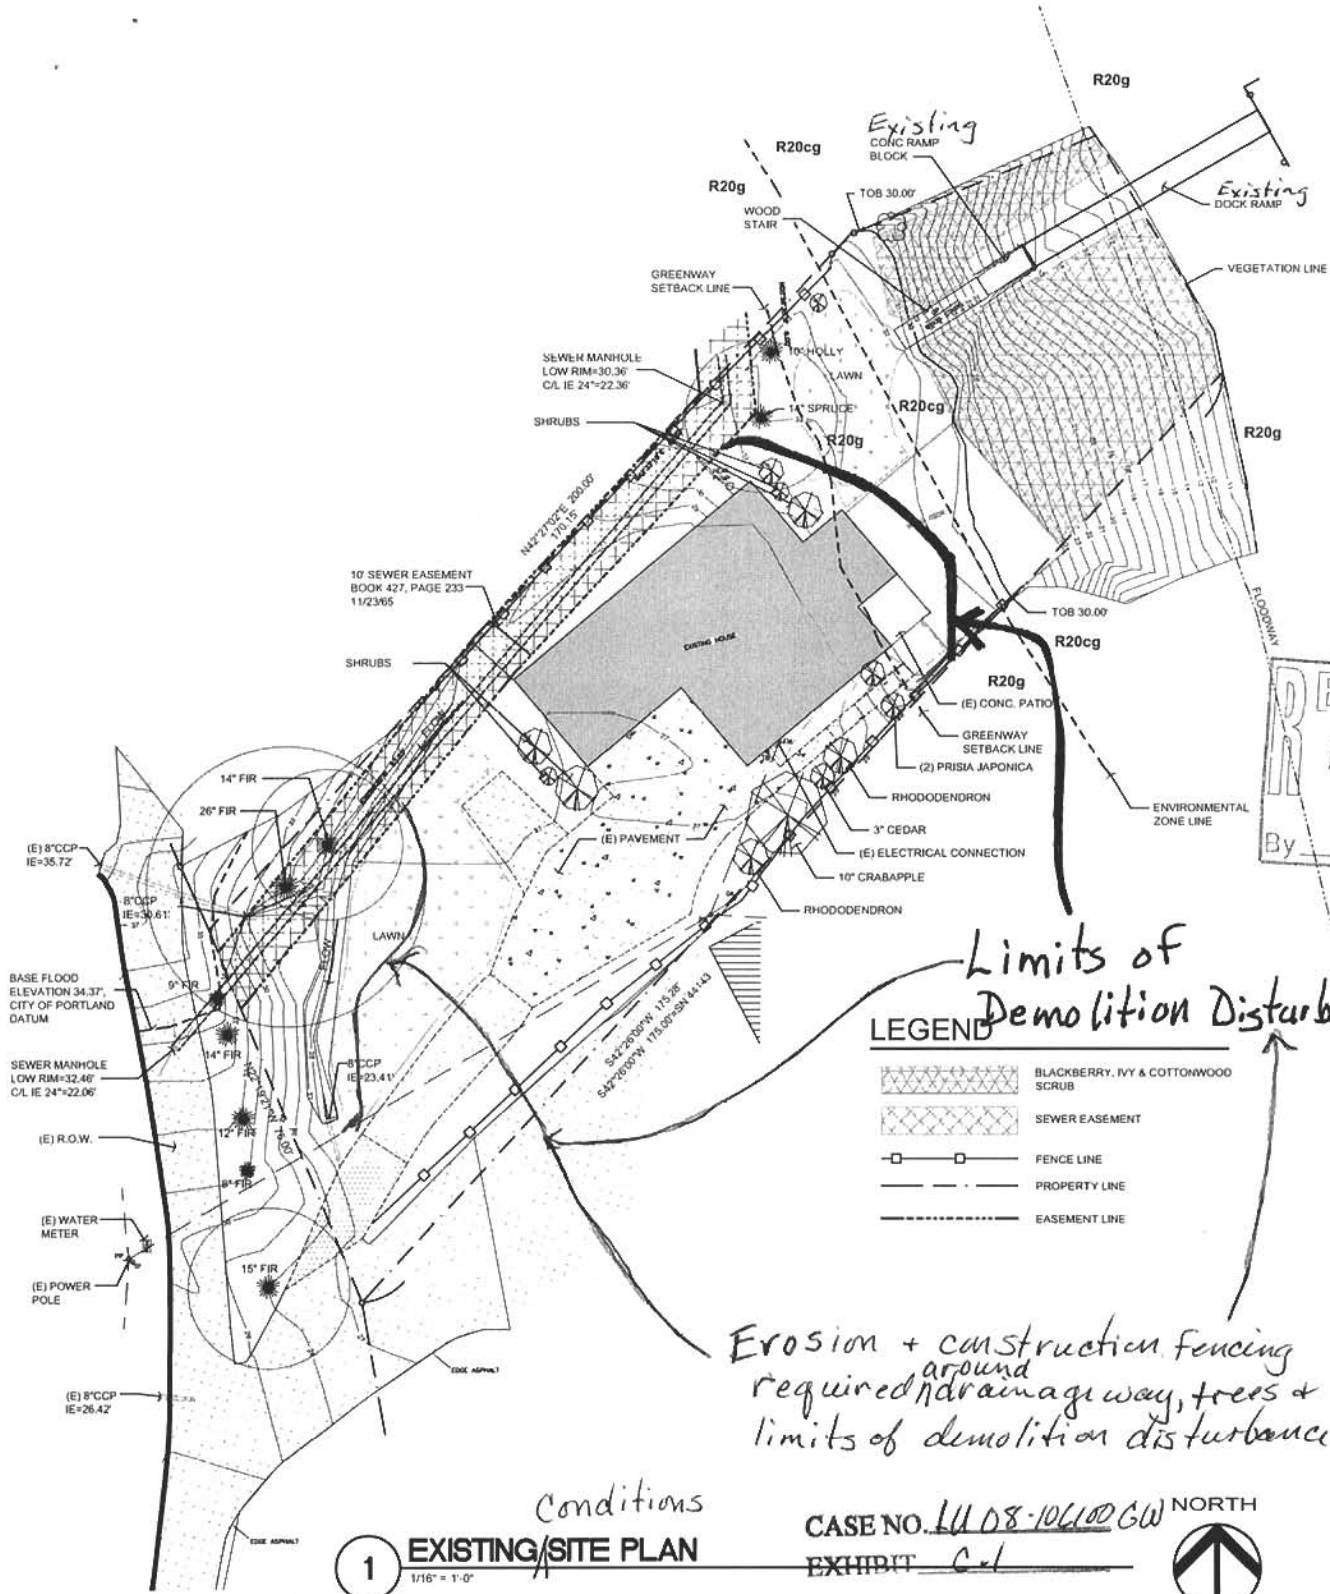 R20g
Existing
CONC RAMP
BLOCK
R20cg
R20g
TOB 30.00'
Existing
DOCK RAMP
WOOD
STAIR
VEGETATION LINE
GREENWAY
SETBACK LINE
SEWER MANHOLE
LOW RIM=30.36'
C/L IE 24"=22.36'
10" HOLLY
LAWN
14" SPRUCE
R20cg
SHRUBS
R20g
R20g
N42°27'02"E 200.00'
170.15'
10' SEWER EASEMENT
BOOK 427, PAGE 233
11/23/65
EXISTING HOUSE
TOB 30.00'
FLOODWAY
R20cg
SHRUBS
R20g
(E) CONC. PATIO
GREENWAY
SETBACK LINE
(2) PRISIA JAPONICA
RHODODENDRON
ENVIRONMENTAL
ZONE LINE
3" CEDAR
(E) ELECTRICAL CONNECTION
10" CRABAPPLE
RHODODENDRON
By
14" FIR
26" FIR
(E) PAVEMENT
(E) 8"CCP
IE=35.72'
8"CCP
IE=30.61'
LAWN
BASE FLOOD
ELEVATION 34.37',
CITY OF PORTLAND
DATUM
9" FIR
14" FIR
SEWER MANHOLE
LOW RIM=32.46'
C/L IE 24"=22.06'
8"CCP
IE=23.41'
N22°19'21"W 76.00'
S42°26'00"W 175.28'
S42°26'00"W 175.00'=SN 44143
(E) R.O.W.
12" FIR
8" FIR
(E) WATER
METER
(E) POWER
POLE
15" FIR
EDGE ASPHALT
(E) 8"CCP
IE=26.42'
EDGE ASPHALT
Limits of
Demolition Disturb
LEGEND
BLACKBERRY, IVY & COTTONWOOD
SCRUB
SEWER EASEMENT
FENCE LINE
PROPERTY LINE
EASEMENT LINE
Erosion + construction fencing
around
required ∧ drainageway, trees &
limits of demolition disturbance
Conditions
1 EXISTING ∧ SITE PLAN
1/16" = 1'-0"
CASE NO. LU 08-106100 GW
EXHIBIT C-1
NORTH